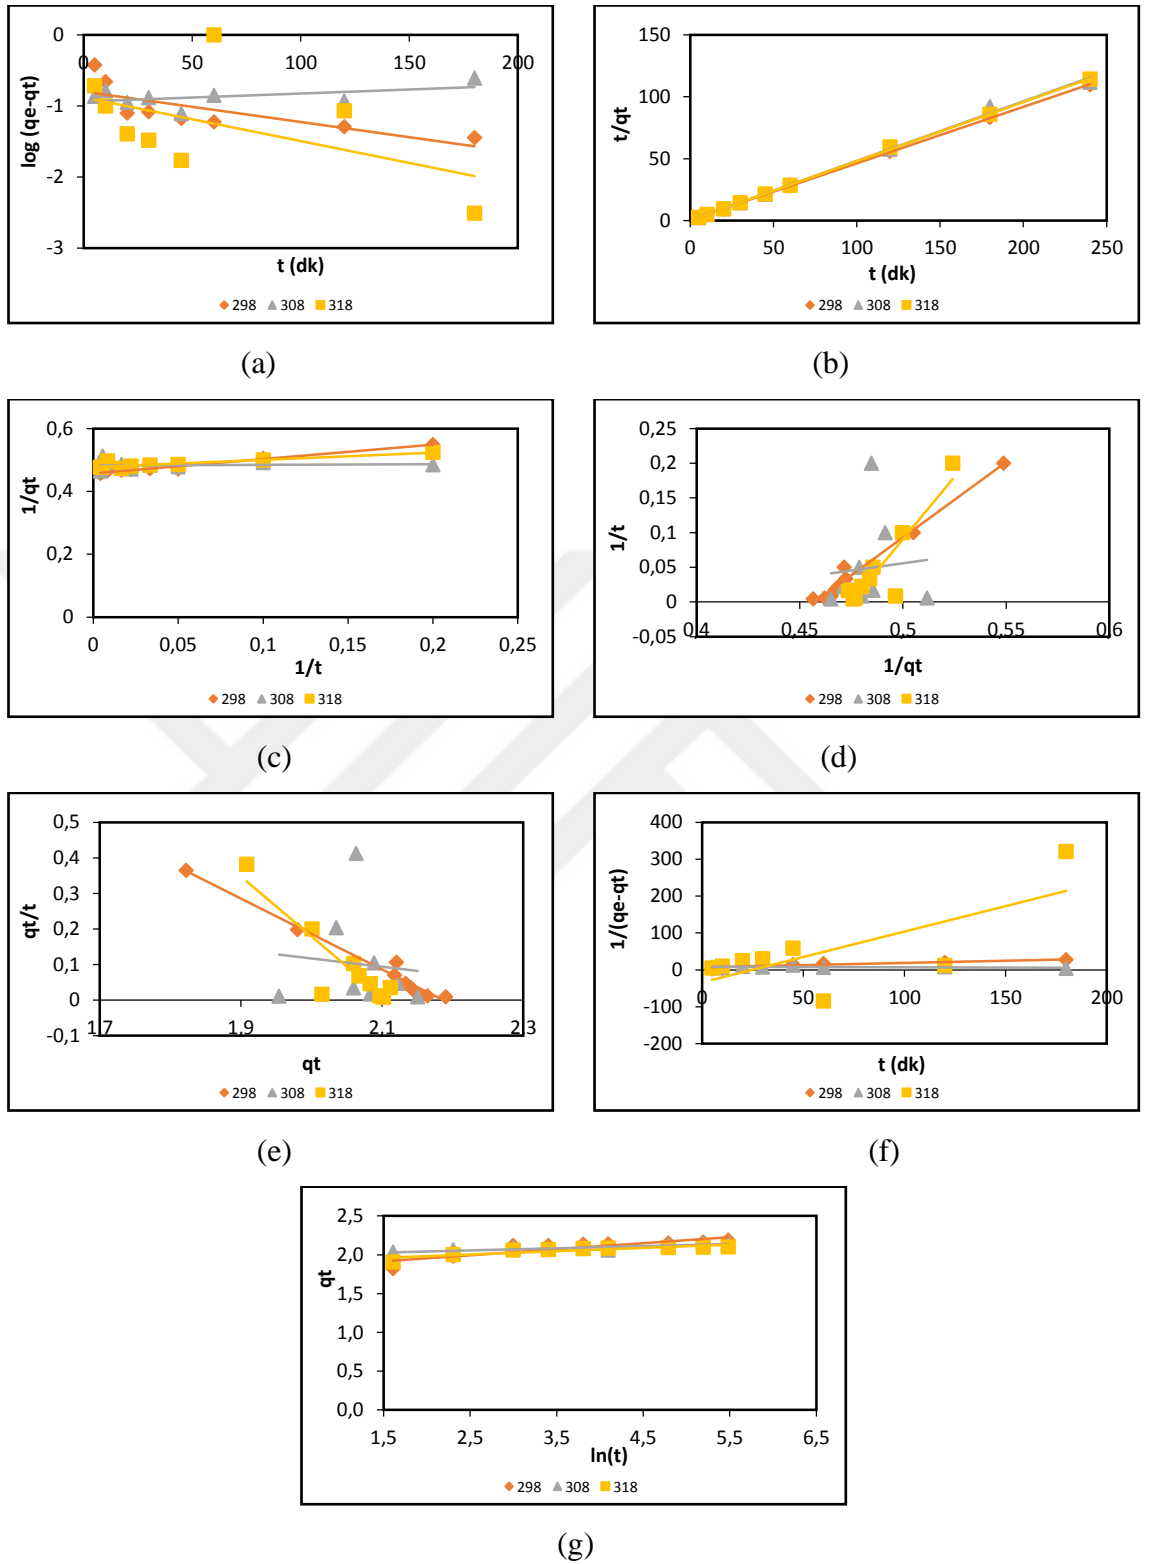 0
-1
-2
-3
0 50 100 150 200
log (qe-qt)
t (dk)
298 308 318
(a)
150
100
50
0
0 50 100 150 200 250
t/qt
t (dk)
298 308 318
(b)
0,6
0,4
0,2
0
0 0,05 0,1 0,15 0,2 0,25
1/qt
1/t
298 308 318
(c)
0,25
0,2
0,15
0,1
0,05
0
-0,05
0,4 0,45 0,5 0,55 0,6
1/t
1/qt
298 308 318
(d)
0,5
0,4
0,3
0,2
0,1
0
-0,1
1,7 1,9 2,1 2,3
qt/t
qt
298 308 318
(e)
400
300
200
100
0
-100
-200
0 50 100 150 200
1/(qe-qt)
t (dk)
298 308 318
(f)
2,5
2,0
1,5
1,0
0,5
0,0
1,5 2,5 3,5 4,5 5,5 6,5
qt
ln(t)
298 308 318
(g)